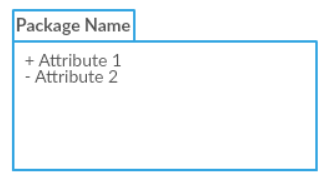 Package Name
+ Attribute 1
- Attribute 2